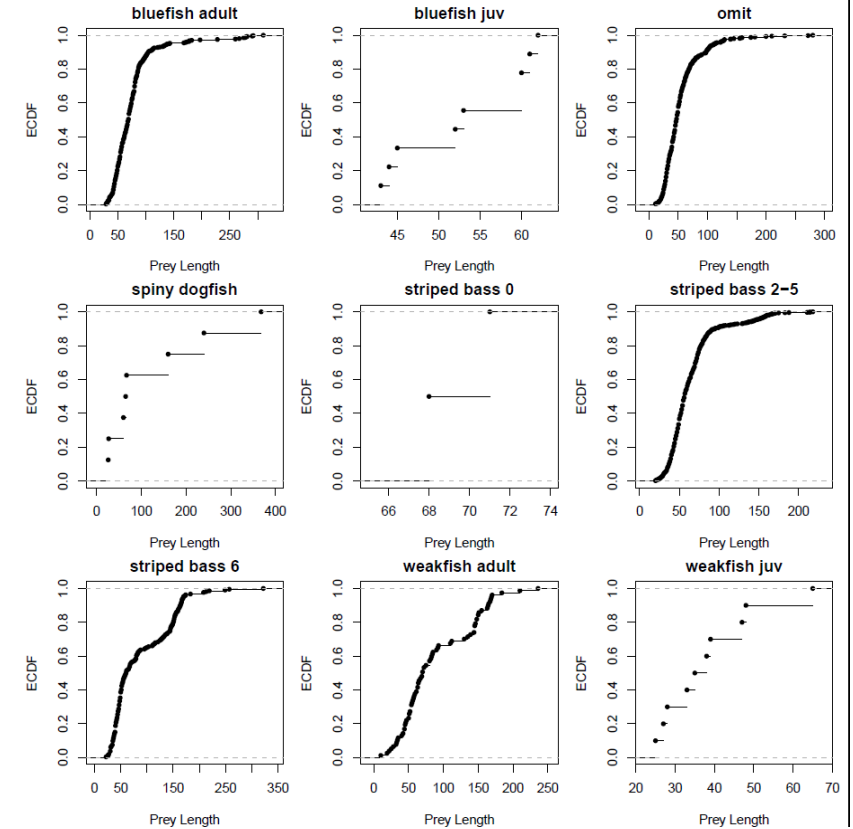 bluefish adult
bluefish juv
omit
ECDF
0.0 0.2 0.4 0.6 0.8 1.0
0 50 150 250
Prey Length
ECDF
0.0 0.2 0.4 0.6 0.8 1.0
45 50 55 60
Prey Length
ECDF
0.0 0.2 0.4 0.6 0.8 1.0
0 50 100 200 300
Prey Length
spiny dogfish
striped bass 0
striped bass 2−5
ECDF
0.0 0.2 0.4 0.6 0.8 1.0
0 100 200 300 400
Prey Length
ECDF
0.0 0.2 0.4 0.6 0.8 1.0
66 68 70 72 74
Prey Length
ECDF
0.0 0.2 0.4 0.6 0.8 1.0
0 50 100 150 200
Prey Length
striped bass 6
weakfish adult
weakfish juv
ECDF
0.0 0.2 0.4 0.6 0.8 1.0
0 50 150 250 350
Prey Length
ECDF
0.0 0.2 0.4 0.6 0.8 1.0
0 50 100 150 200 250
Prey Length
ECDF
0.0 0.2 0.4 0.6 0.8 1.0
20 30 40 50 60 70
Prey Length